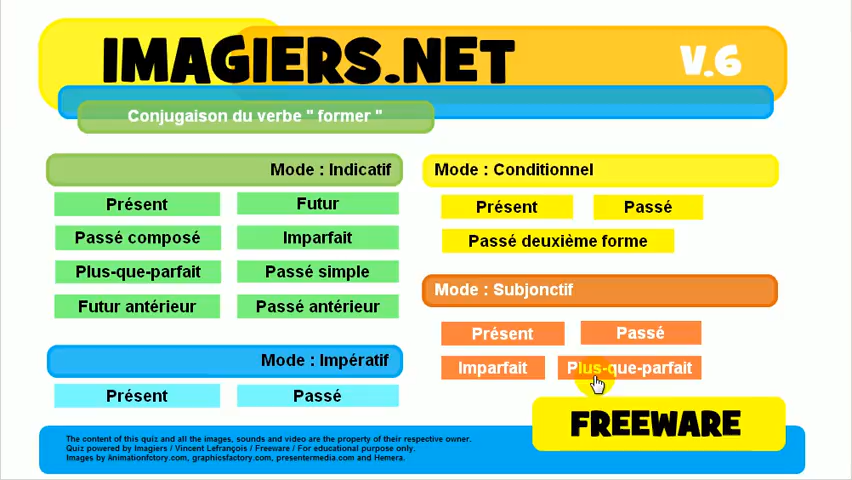 IMAGIERS.NET
V.6
Conjugaison du verbe " former "
Mode : Indicatif
Présent
Futur
Passé composé
Imparfait
Plus-que-parfait
Passé simple
Futur antérieur
Passé antérieur
Mode : Impératif
Présent
Passé
Mode : Conditionnel
Présent
Passé
Passé deuxième forme
Mode : Subjonctif
Présent
Passé
Imparfait
Plus-que-parfait
FREEWARE
The content of this quiz and all the images, sounds and video are the property of their respective owner.
Quiz powered by Imagiers / Vincent Lefrançois / Freeware / For educational purpose only.
Images by Animationfctory.com, graphicsfactory.com, presentermedia.com and Hemera.